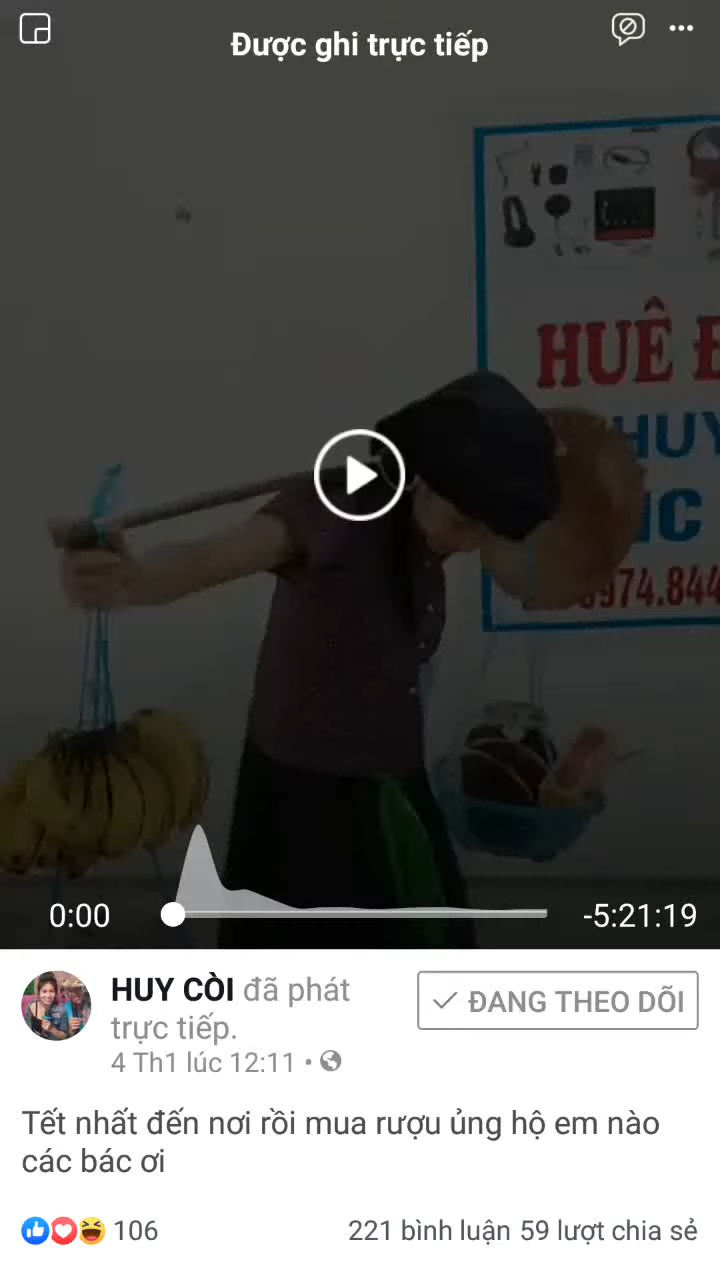 Được ghi trực tiếp
HUÊ
HUY
0:00
-5:21:19
HUY CÒI đã phát
trực tiếp.
ĐANG THEO DÕI
4 Th1 lúc 12:11
Tết nhất đến nơi rồi mua rượu ủng hộ em nào
các bác ơi
106
221 bình luận 59 lượt chia sẻ